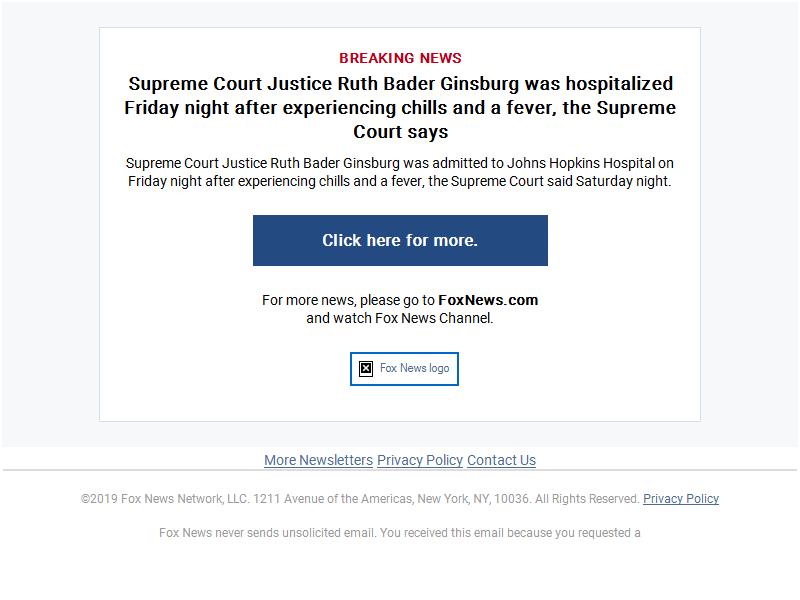 BREAKING NEWS
Supreme Court Justice Ruth Bader Ginsburg was hospitalized
Friday night after experiencing chills and a fever, the Supreme
Court says
Supreme Court Justice Ruth Bader Ginsburg was admitted to Johns Hopkins Hospital on
Friday night after experiencing chills and a fever, the Supreme Court said Saturday night.
Click here for more.
For more news, please go to FoxNews.com
and watch Fox News Channel.
Fox News logo
More Newsletters Privacy Policy Contact Us
©2019 Fox News Network, LLC. 1211 Avenue of the Americas, New York, NY, 10036. All Rights Reserved. Privacy Policy
Fox News never sends unsolicited email. You received this email because you requested a